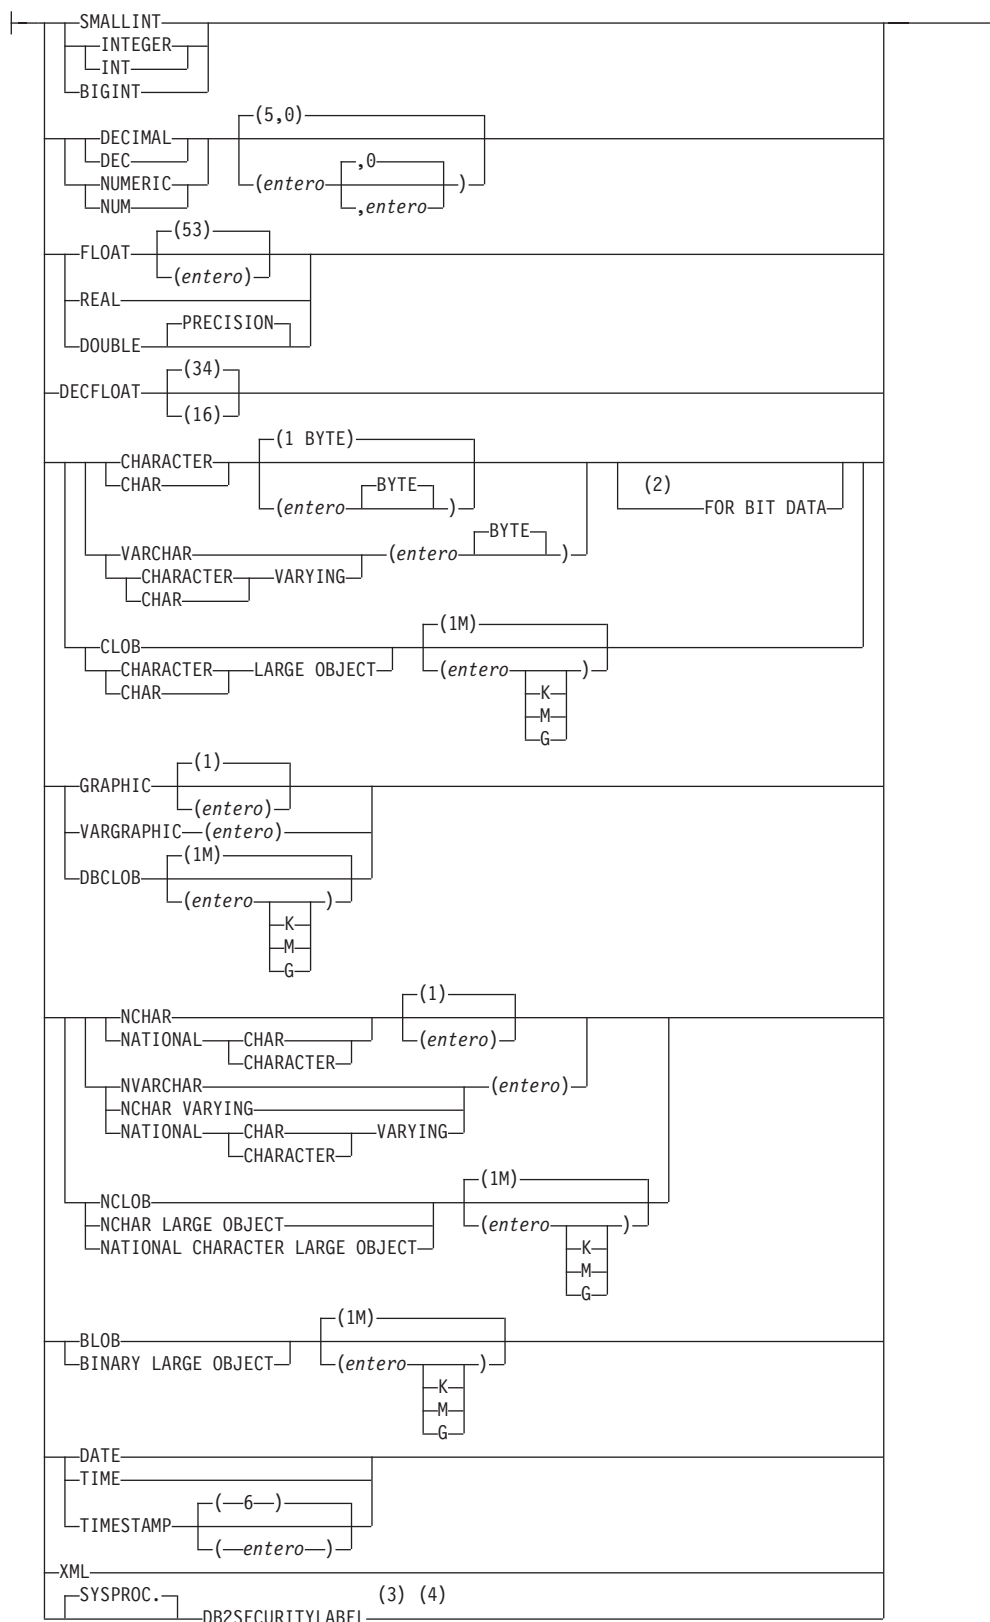 SMALLINT
INTEGER
INT
BIGINT
(5,0)
DECIMAL
DEC
,0
NUMERIC
(entero )
NUM
,entero
(53)
FLOAT
(entero)
REAL
PRECISION
DOUBLE
(34)
DECFLOAT
(16)
(1 BYTE)
CHARACTER
CHAR
BYTE
(2)
(entero )
FOR BIT DATA
BYTE
VARCHAR
(entero )
CHARACTER VARYING
CHAR
(1M)
CLOB
CHARACTER LARGE OBJECT
(entero )
CHAR
K
M
G
(1)
GRAPHIC
(entero)
VARGRAPHIC (entero)
(1M)
DBCLOB
(entero )
K
M
G
(1)
NCHAR
NATIONAL CHAR
(entero)
CHARACTER
NVARCHAR
(entero)
NCHAR VARYING
NATIONAL CHAR VARYING
CHARACTER
(1M)
NCLOB
NCHAR LARGE OBJECT
(entero )
NATIONAL CHARACTER LARGE OBJECT
K
M
G
(1M)
BLOB
BINARY LARGE OBJECT
(entero )
K
M
G
DATE
TIME
( 6 )
TIMESTAMP
( entero )
XML
SYSPROC.
(3) (4)
DB2SECURITYLABEL